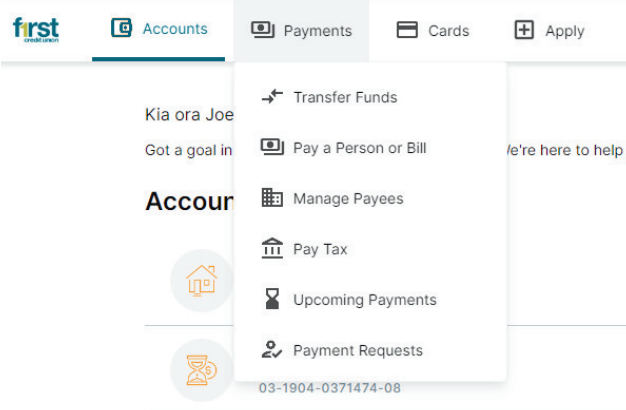 first
credit union
Accounts
Payments
Cards
Apply
Transfer Funds
Kia ora Joe
Pay a Person or Bill
Got a goal in
/e're here to help
Manage Payees
Accoun
Pay Tax
Upcoming Payments
Payment Requests
03-1904-0371474-08